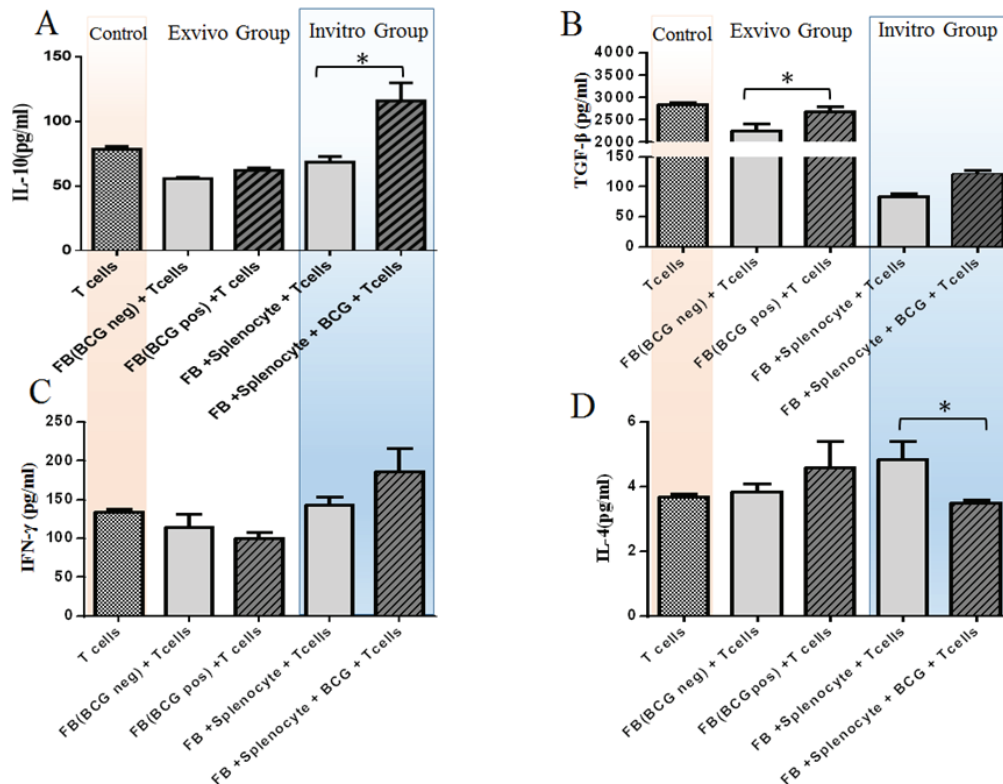 A
Control
Exvivo Group
Invitro Group
IL-10(pg/ml)
150
100
50
0
*
T cells
FB(BCG neg) + Tcells
FB(BCG pos) +T cells
FB +Splenocyte + Tcells
FB +Splenocyte + BCG + Tcells
B
Control
Exvivo Group
Invitro Group
TGF-β (pg/ml)
3500
3000
2500
2000
150
100
50
0
*
T cells
FB(BCG neg) + Tcells
FB(BCG pos) +T cells
FB +Splenocyte + Tcells
FB +Splenocyte + BCG + Tcells
C
IFN-γ (pg/ml)
250
200
150
100
50
0
T cells
FB(BCG neg) + Tcells
FB(BCG pos) +T cells
FB +Splenocyte + Tcells
FB +Splenocyte + BCG + Tcells
D
IL-4(pg/ml)
6
4
2
0
*
T cells
FB(BCG neg) + Tcells
FB(BCG pos) +T cells
FB +Splenocyte + Tcells
FB +Splenocyte + BCG + Tcells